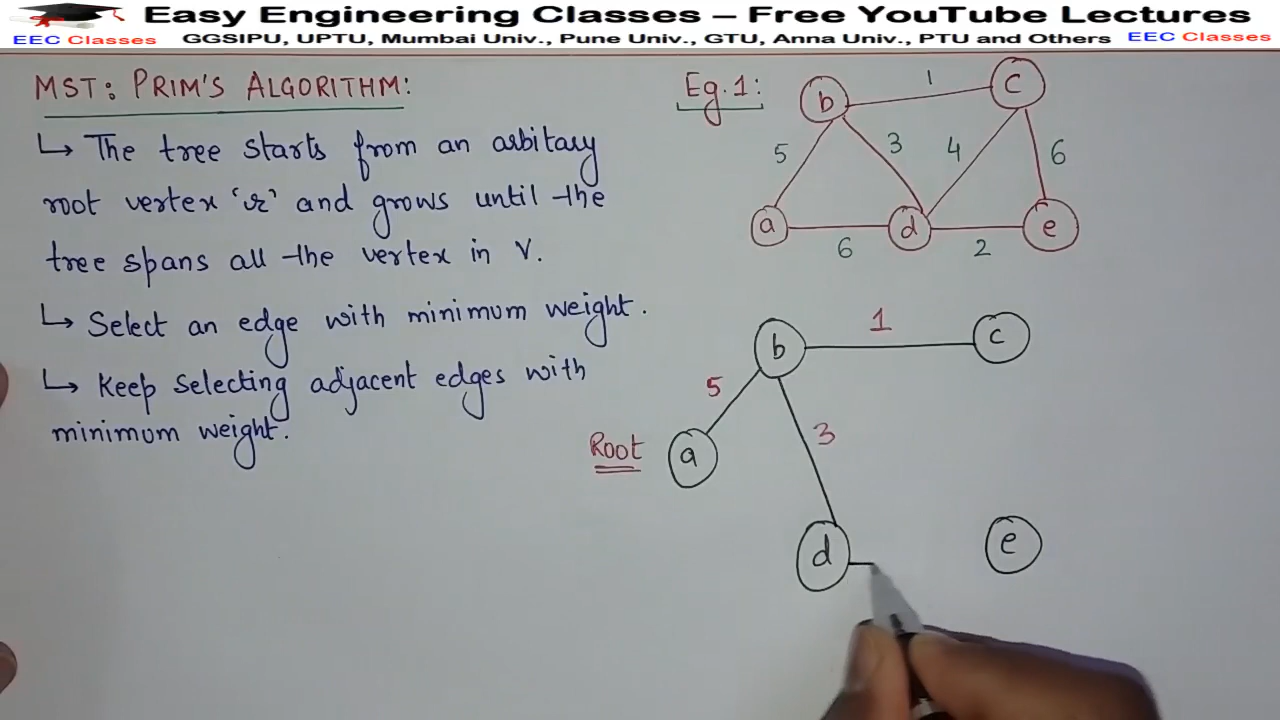 Easy Engineering Classes – Free YouTube Lectures
EEC Classes GGSIPU, UPTU, Mumbai Univ., Pune Univ., GTU, Anna Univ., PTU and Others EEC Classes
MST: PRIM'S ALGORITHM:
↳ The tree starts from an arbitary
root vertex 'r' and grows until the
tree spans all the vertex in V.
↳ Select an edge with minimum weight.
↳ Keep selecting adjacent edges with
minimum weight.
Eg.1:
b 1 c
5 3 4 6
a d e
6 2
b 1 c
5
3
Root a
d e